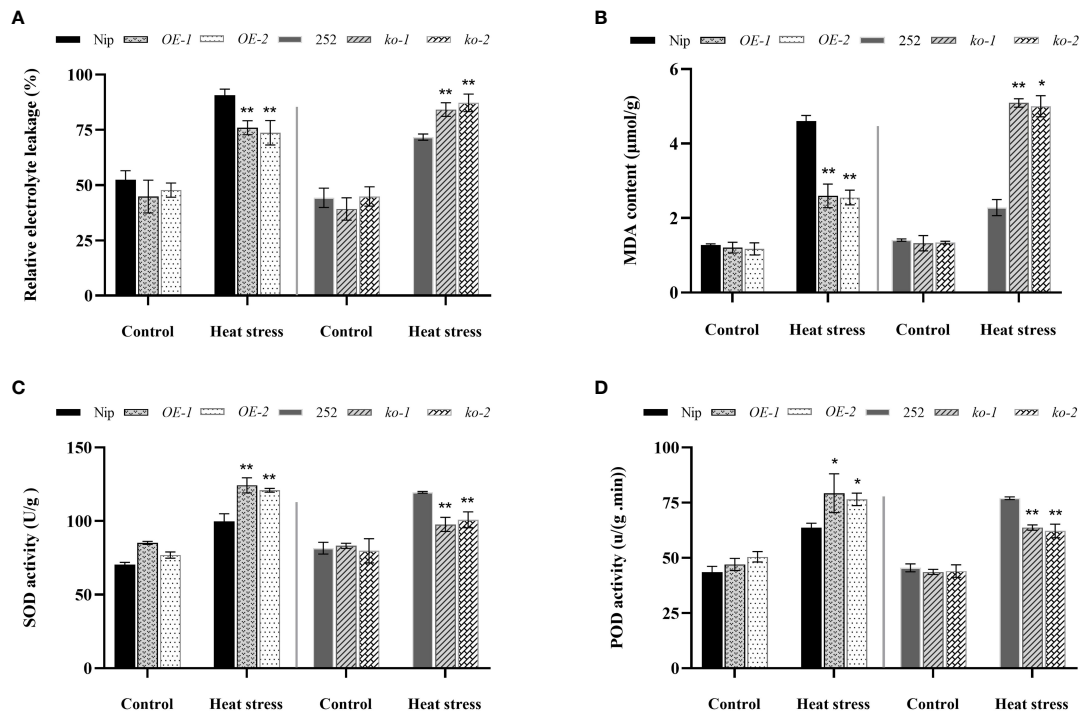 A
Nip OE-1 OE-2 252 ko-1 ko-2
Relative electrolyte leakage (%)
100
75
50
25
0
** ** ** **
Control Heat stress Control Heat stress
B
Nip OE-1 OE-2 252 ko-1 ko-2
MDA content (μmol/g)
6
4
2
0
** ** ** *
Control Heat stress Control Heat stress
C
Nip OE-1 OE-2 252 ko-1 ko-2
SOD activity (U/g )
150
100
50
0
** ** ** **
Control Heat stress Control Heat stress
D
Nip OE-1 OE-2 252 ko-1 ko-2
POD activity (u/(g .min))
100
75
50
25
0
* * ** **
Control Heat stress Control Heat stress